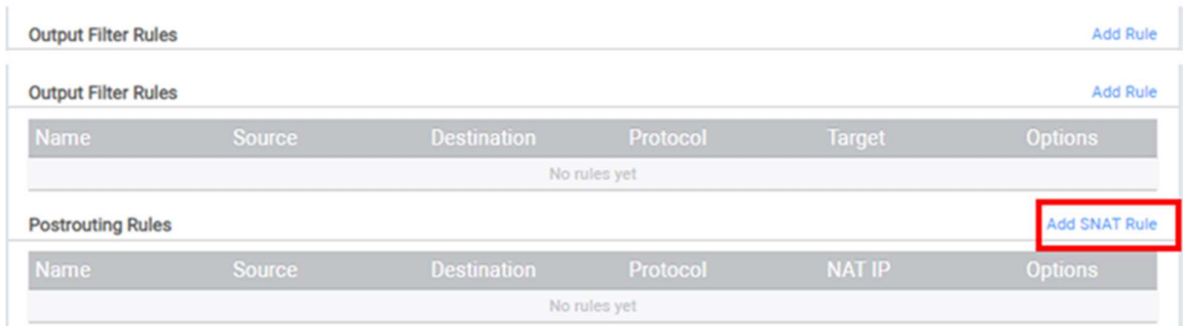 Output Filter Rules Add Rule
Output Filter Rules Add Rule
Name Source Destination Protocol Target Options
No rules yet
Postrouting Rules Add SNAT Rule
Name Source Destination Protocol NAT IP Options
No rules yet